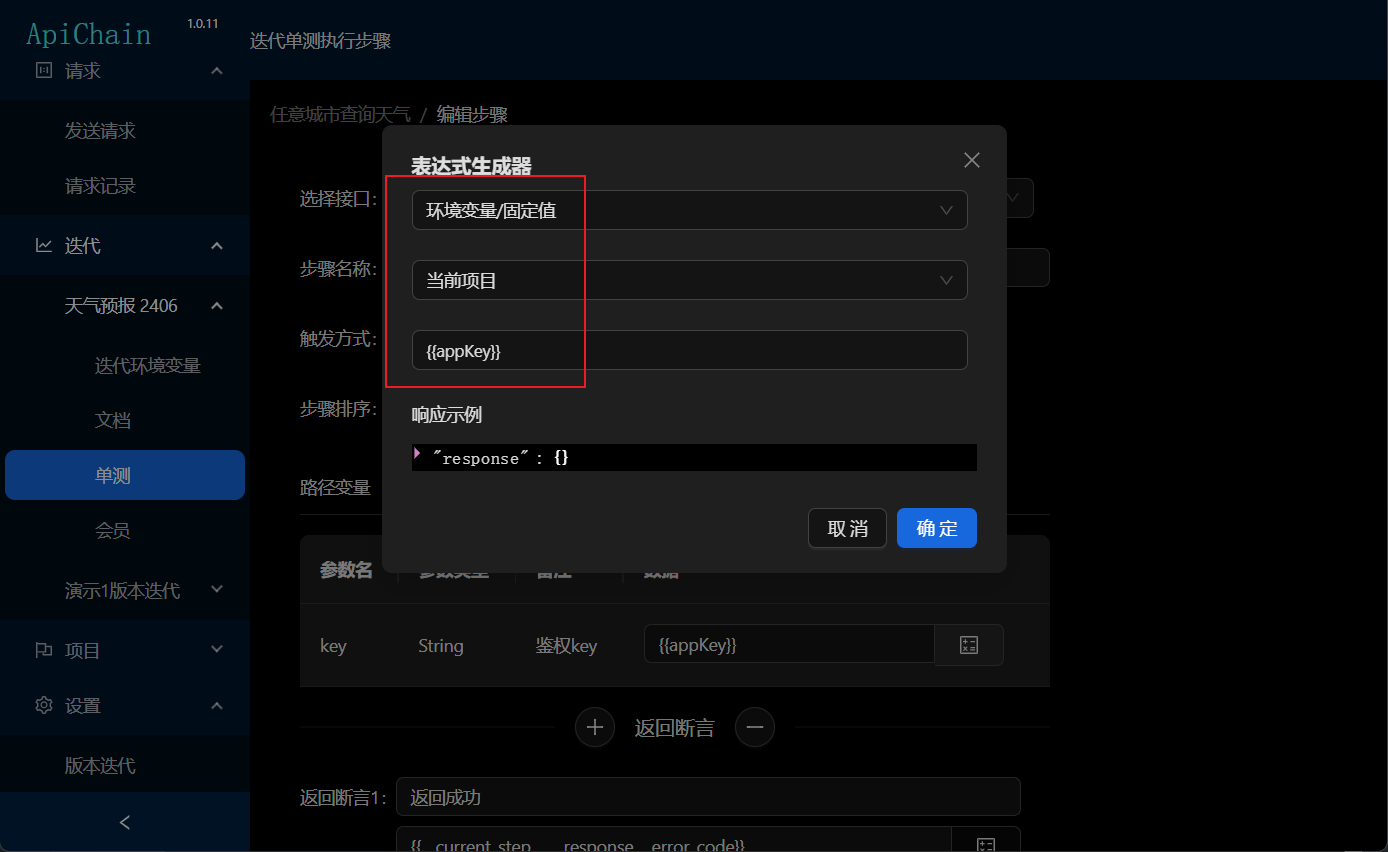 ApiChain
1.0.11
迭代单测执行步骤
请求
发送请求
请求记录
迭代
天气预报 2406
迭代环境变量
文档
单测
会员
演示1版本迭代
项目
设置
版本迭代
任意城市查询天气 / 编辑步骤
选择接口:
步骤名称:
触发方式:
步骤排序:
路径变量
表达式生成器
环境变量/固定值
当前项目
{{appKey}}
响应示例
"response" : {}
取 消
确 定
参数名 参数类型 备注 数据
key String 鉴权key {{appKey}}
返回断言
返回断言1: 返回成功